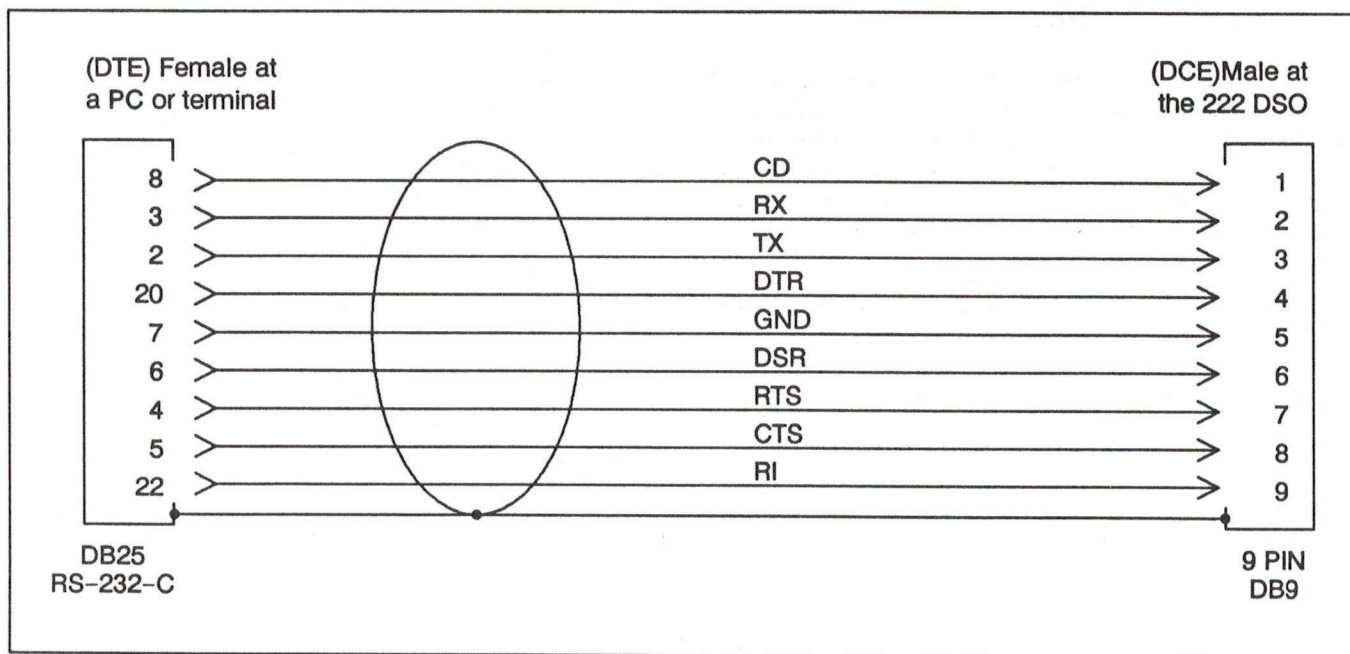 (DTE) Female at
a PC or terminal
(DCE)Male at
the 222 DSO
8 CD 1
3 RX 2
2 TX 3
20 DTR 4
7 GND 5
6 DSR 6
4 RTS 7
5 CTS 8
22 RI 9
DB25
RS-232-C
9 PIN
DB9